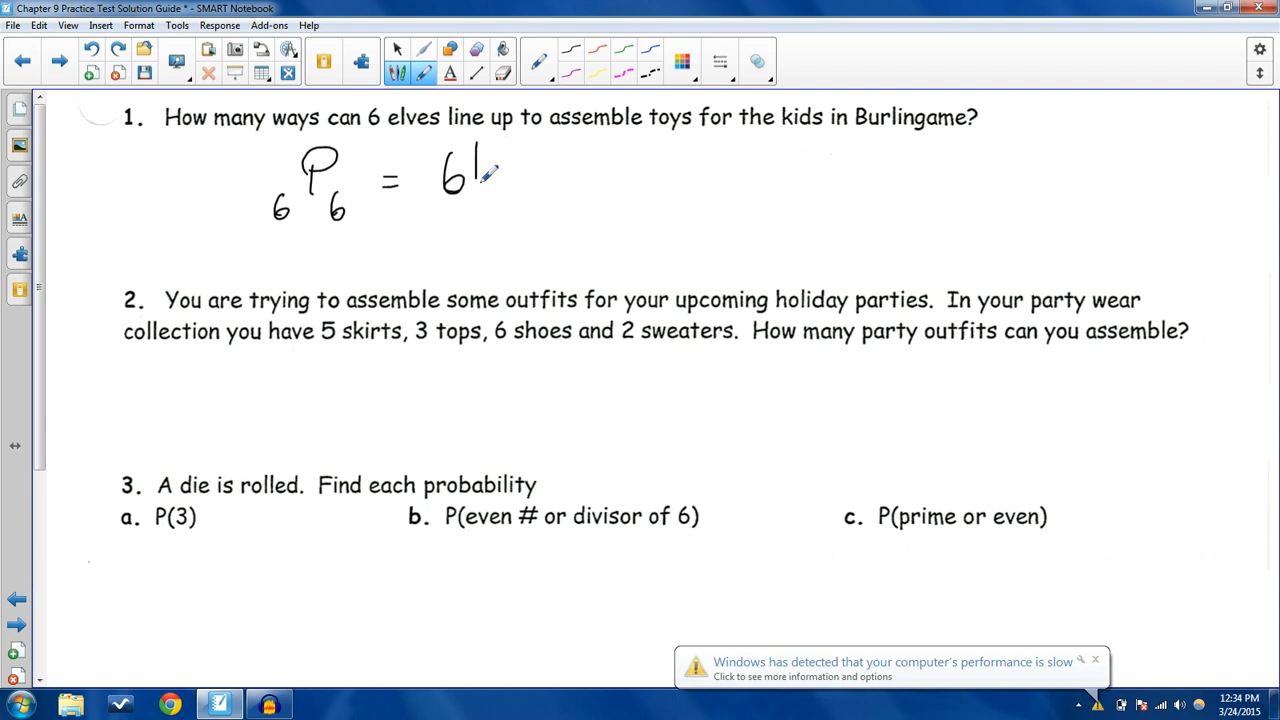 Chapter 9 Practice Test Solution Guide * - SMART Notebook
File Edit View Insert Format Tools Response Add-ons Help
1. How many ways can 6 elves line up to assemble toys for the kids in Burlingame?
6 P 6 = 6
2. You are trying to assemble some outfits for your upcoming holiday parties. In your party wear
collection you have 5 skirts, 3 tops, 6 shoes and 2 sweaters. How many party outfits can you assemble?
3. A die is rolled. Find each probability
a. P(3) b. P(even # or divisor of 6) c. P(prime or even)
Windows has detected that your computer's performance is slow
Click to see more information and options
12:34 PM
3/24/2015